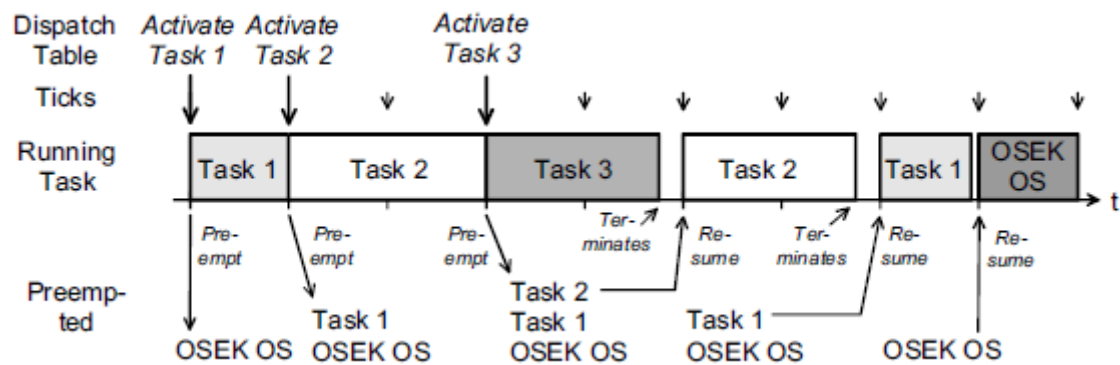 Dispatch Table
Activate Task 1
Activate Task 2
Activate Task 3
Ticks
Running Task
Task 1
Task 2
Task 3
Task 2
Task 1
OSEK OS
t
Pre-empt
Pre-empt
Pre-empt
Ter-minates
Re-sume
Ter-minates
Re-sume
Re-sume
Preemp-ted
OSEK OS
Task 1
OSEK OS
Task 2
Task 1
OSEK OS
Task 1
OSEK OS
OSEK OS